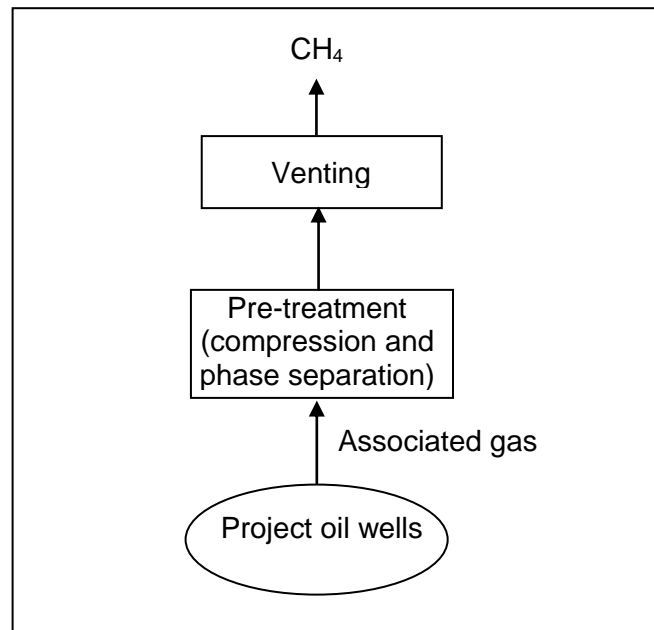 CH₄
Venting
Pre-treatment
(compression and
phase separation)
Associated gas
Project oil wells